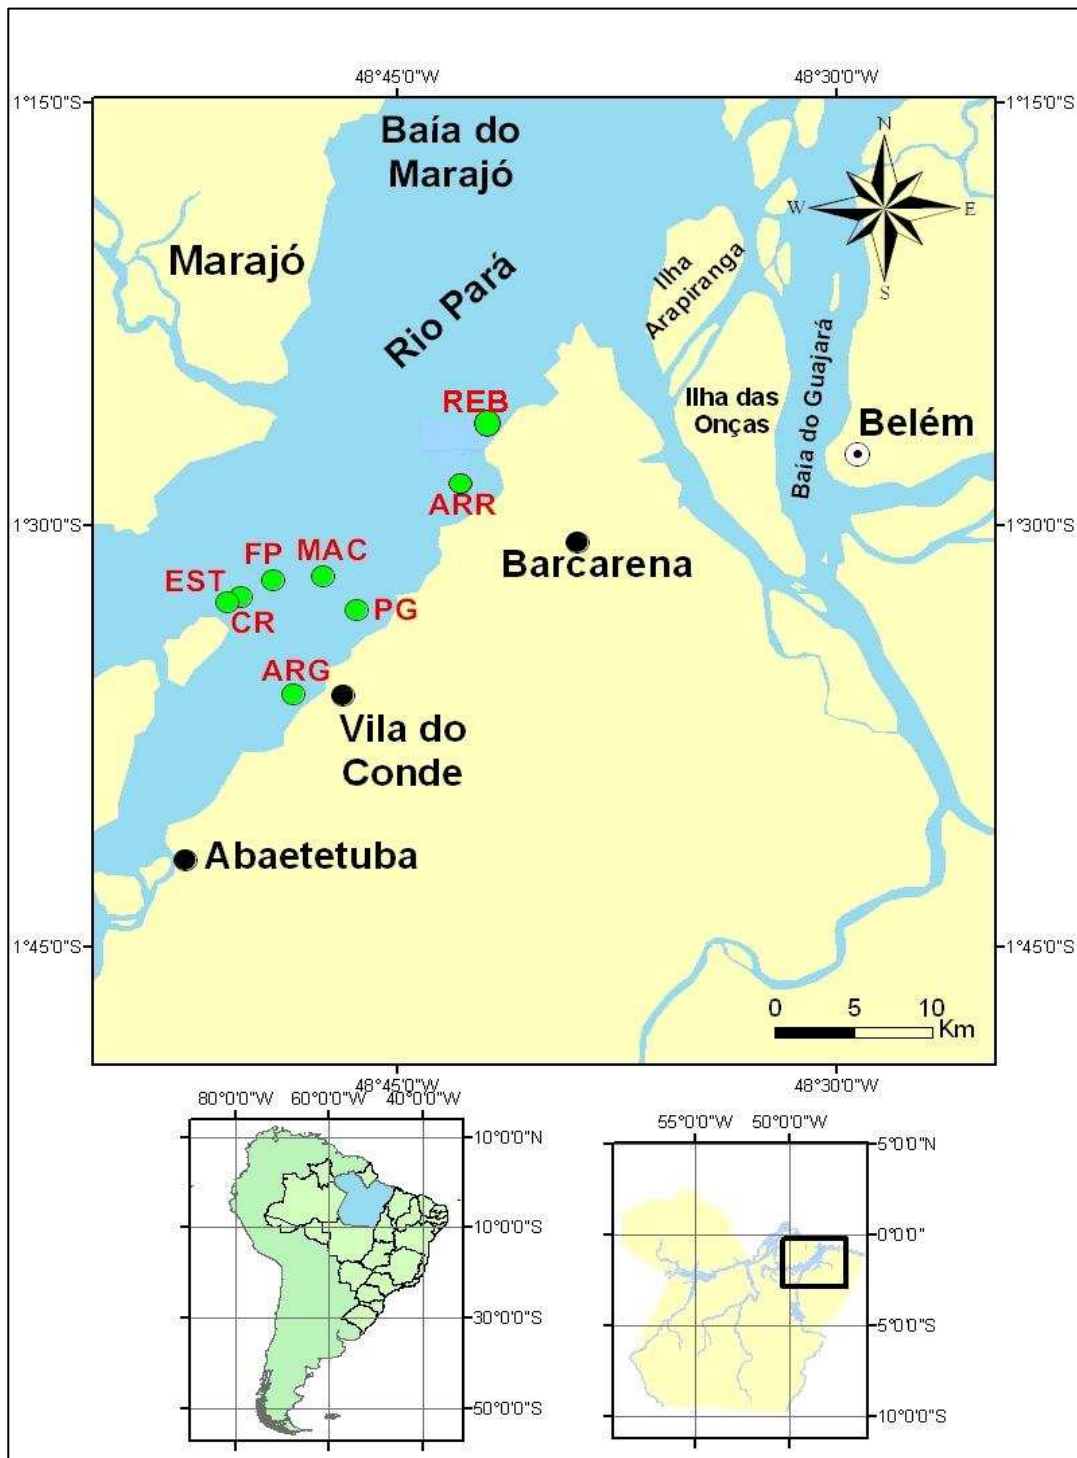 48°45'0"W
48°30'0"W
1°15'0"S
1°15'0"S
Baía do
Marajó
N
W
E
S
Marajó
Ilha
Arapiranga
Rio Pará
Baía do Guajará
REB
Ilha das
Onças
Belém
ARR
1°30'0"S
1°30'0"S
FP
MAC
Barcarena
EST
CR
PG
ARG
Vila do
Conde
Abaetetuba
1°45'0"S
1°45'0"S
0
5
10
Km
48°45'0"W
48°30'0"W
80°0'0"W
60°0'0"W
40°0'0"W
10°0'0"N
10°0'0"S
30°0'0"S
50°0'0"S
55°0'0"W
50°0'0"W
5°0'0"N
0°0'0"
5°0'0"S
10°0'0"S